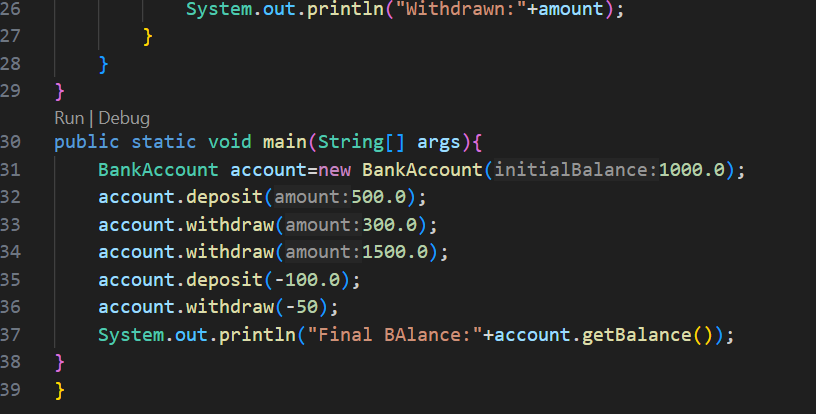 26 System.out.println("Withdrawn:"+amount);
27 }
28 }
29 }
Run | Debug
30 public static void main(String[] args){
31 BankAccount account=new BankAccount(initialBalance:1000.0);
32 account.deposit(amount:500.0);
33 account.withdraw(amount:300.0);
34 account.withdraw(amount:1500.0);
35 account.deposit(-100.0);
36 account.withdraw(-50);
37 System.out.println("Final BAlance:"+account.getBalance());
38 }
39 }